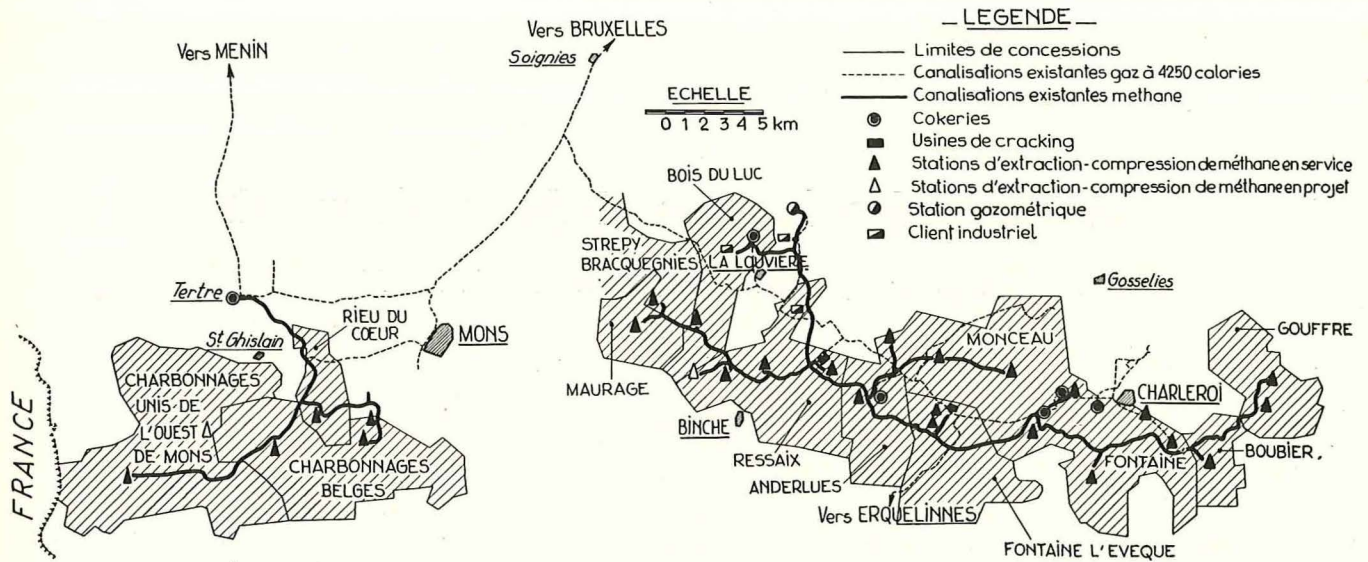 LEGENDE
Limites de concessions
Canalisations existantes gaz à 4250 calories
Canalisations existantes methane
Cokeries
Usines de cracking
Stations d'extraction-compression de méthane en service
Stations d'extraction-compression de méthane en projet
Station gazométrique
Client industriel
Vers MENIN
Vers BRUXELLES
Soignies
ECHELLE
0 1 2 3 4 5 km
BOIS DU LUC
STREPY
BRACQUEGNIES
LA LOUVIERE
Gosselies
Tertre
RIEU DU
COEUR
MONS
St Ghislain
MONCEAU
GOUFFRE
MAURAGE
CHARBONNAGES
UNIS DE
L'OUEST
DE MONS
CHARLEROI
BINCHE
CHARBONNAGES
BELGES
RESSAIX
ANDERLUES
FONTAINE
BOUBIER.
FRANCE
Vers ERQUELINNES
FONTAINE L'EVEQUE